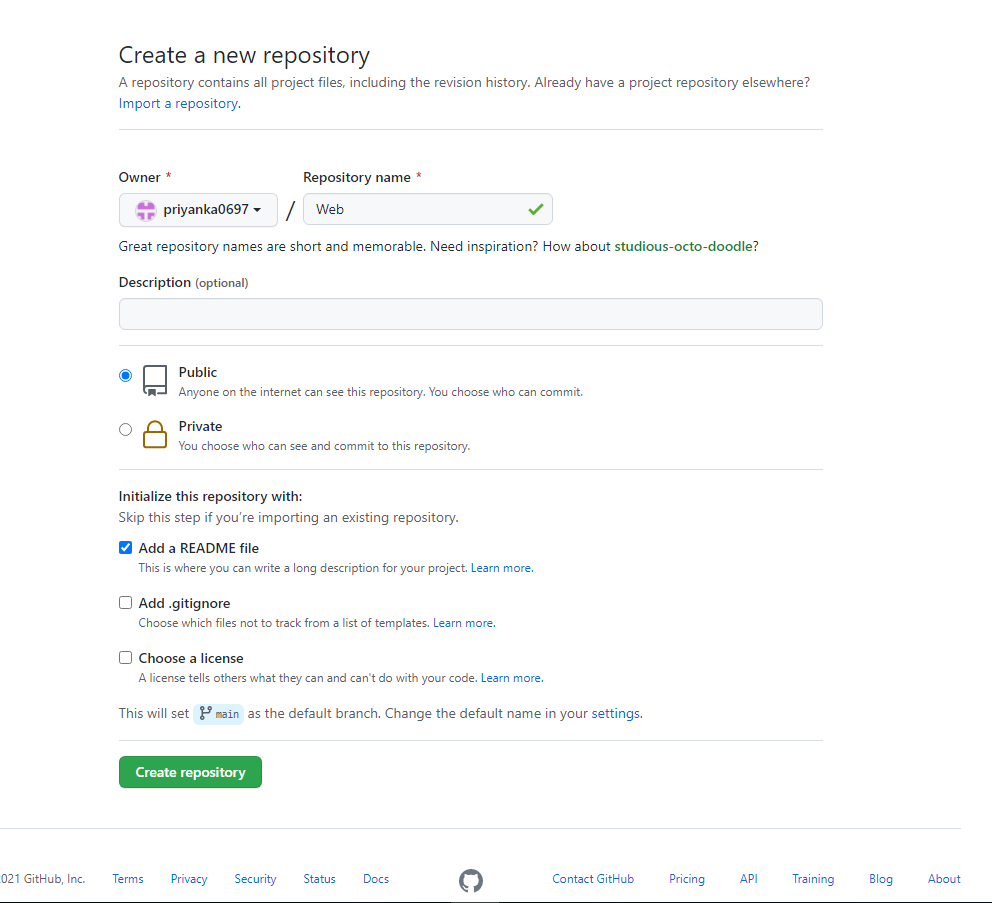 Create a new repository
A repository contains all project files, including the revision history. Already have a project repository elsewhere?
Import a repository.
Owner * Repository name *
priyanka0697 / Web
Great repository names are short and memorable. Need inspiration? How about studious-octo-doodle?
Description (optional)
Public
Anyone on the internet can see this repository. You choose who can commit.
Private
You choose who can see and commit to this repository.
Initialize this repository with:
Skip this step if you’re importing an existing repository.
Add a README file
This is where you can write a long description for your project. Learn more.
Add .gitignore
Choose which files not to track from a list of templates. Learn more.
Choose a license
A license tells others what they can and can't do with your code. Learn more.
This will set main as the default branch. Change the default name in your settings.
Create repository
021 GitHub, Inc. Terms Privacy Security Status Docs Contact GitHub Pricing API Training Blog About